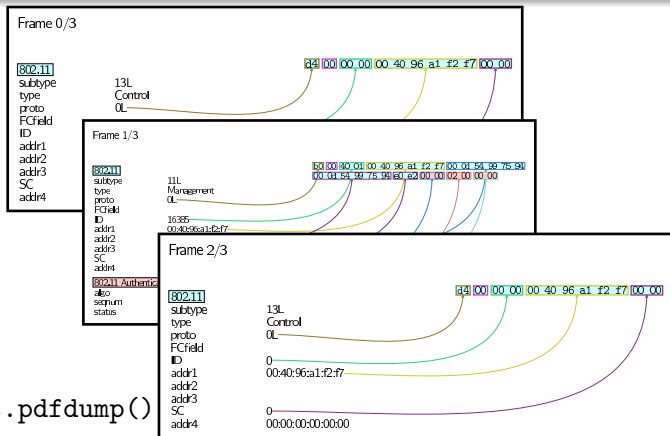 Frame 0/3
d4 00 00 00 00 40 96 a1 f2 f7 00 00
802.11
subtype 13L
type Control
proto 0L
FCfield
ID
addr1
addr2
addr3
SC
addr4
Frame 1/3
b0 00 40 01 00 40 96 a1 f2 f7 00 0d 54 99 75 94
00 0d 54 99 75 94 e0 e2 00 00 02 00 00 00
802.11
subtype 11L
type Management
proto 0L
FCfield
ID 16385
addr1 00:40:96:a1:f2:f7
addr2
addr3
SC
addr4
802.11 Authentic
algo
seqnum
status
Frame 2/3
d4 00 00 00 00 40 96 a1 f2 f7 00 00
802.11
subtype 13L
type Control
proto 0L
FCfield
ID 0
addr1 00:40:96:a1:f2:f7
addr2
addr3
SC 0
addr4 00:00:00:00:00:00
.pdfdump()